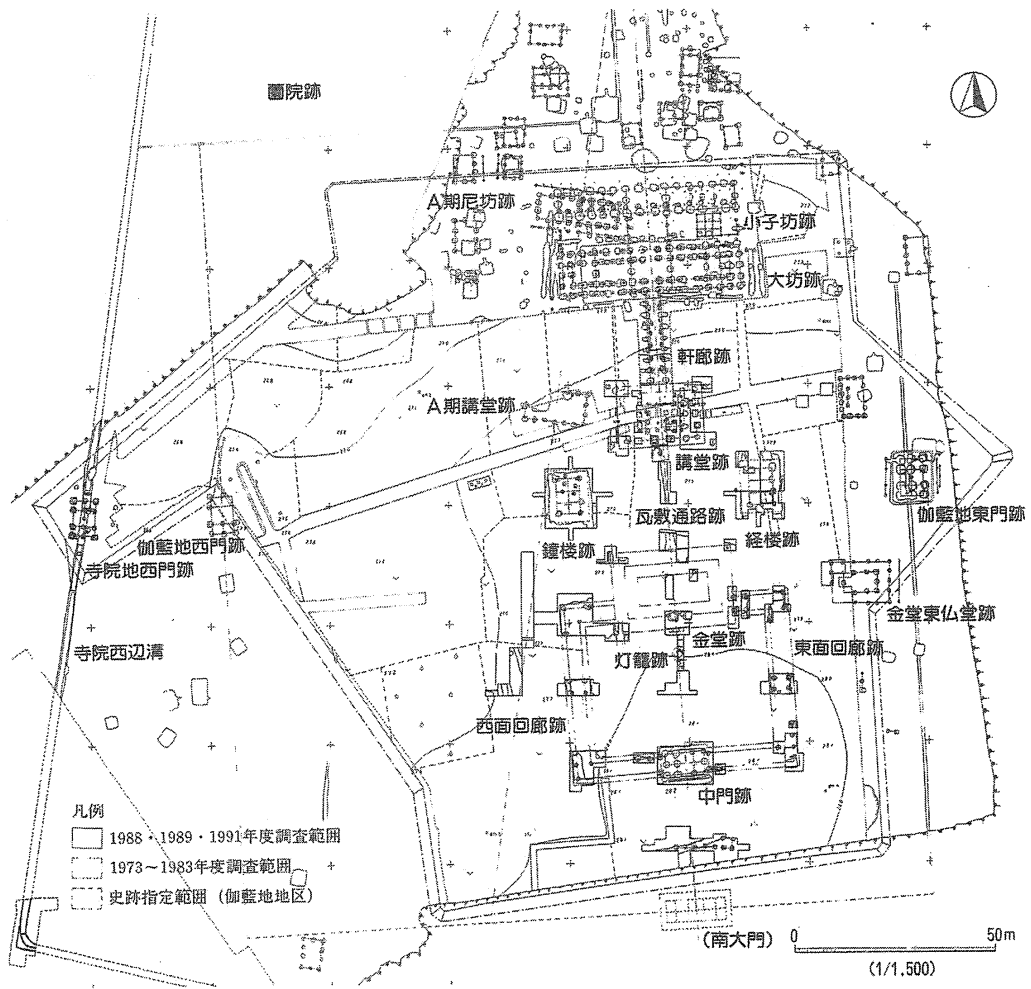 薗院跡
A期尼坊跡
小子坊跡
大坊跡
軒廊跡
A期講堂跡
講堂跡
伽藍地東門跡
瓦敷通路跡
経楼跡
鐘楼跡
伽藍地西門跡
寺院地西門跡
金堂東仏堂跡
金堂跡
東面回廊跡
寺院西辺溝
灯籠跡
西面回廊跡
中門跡
凡例
1988・1989・1991年度調査範囲
1973～1983年度調査範囲
史跡指定範囲（伽藍地地区）
（南大門）
0 50m
(1/1,500)